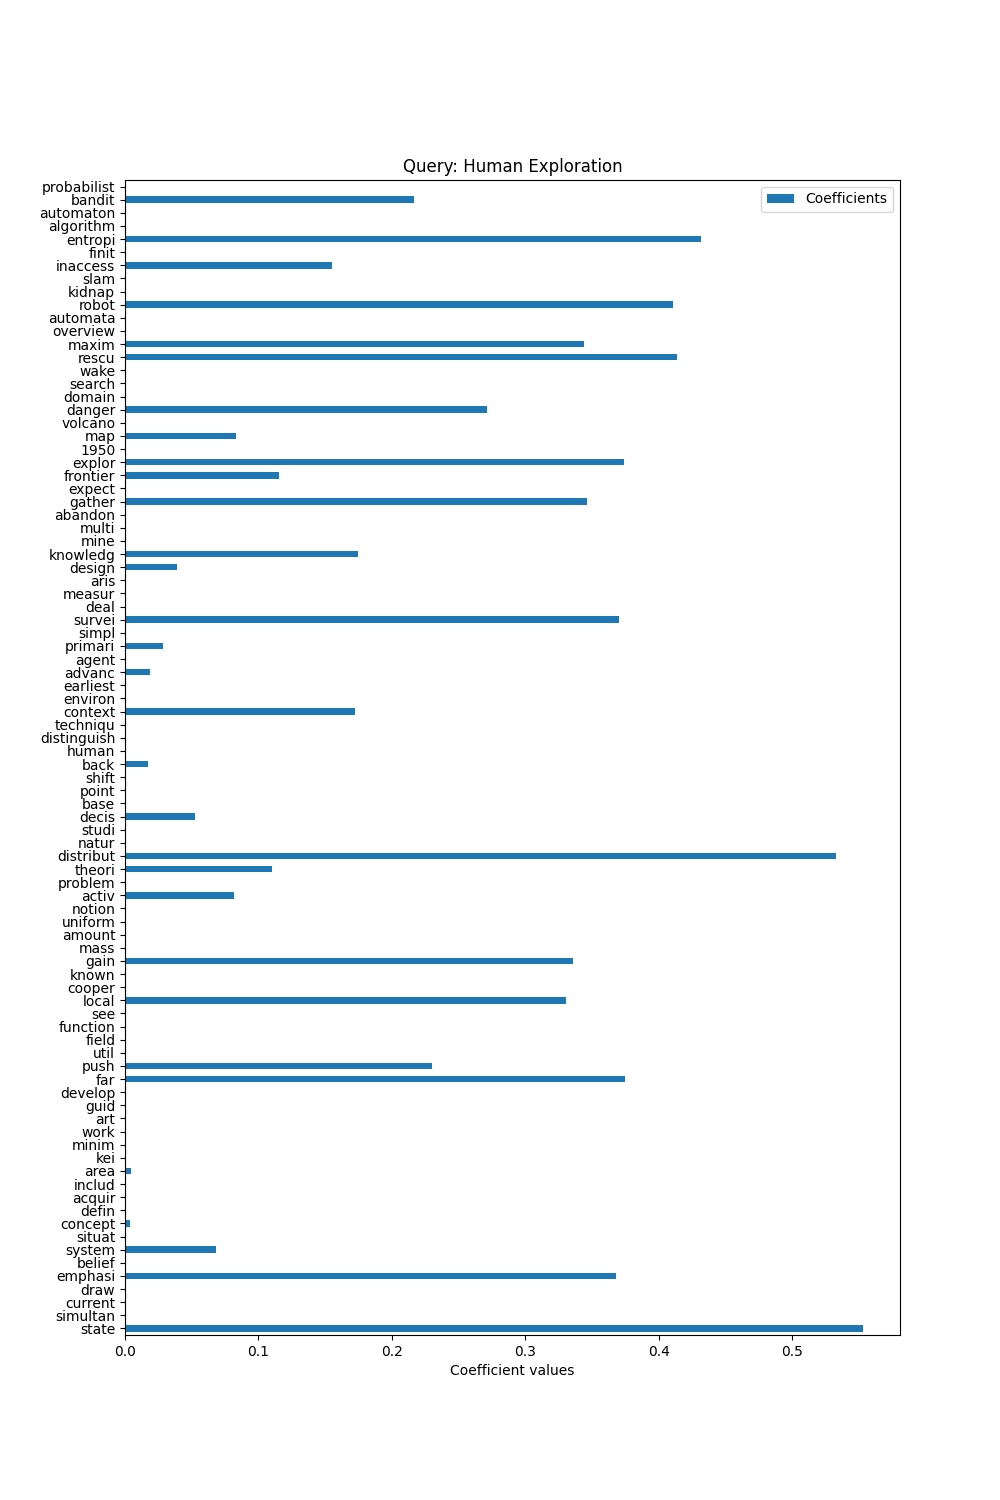 Query: Human Exploration
Coefficients
probabilist
bandit
automaton
algorithm
entropi
finit
inaccess
slam
kidnap
robot
automata
overview
maxim
rescu
wake
search
domain
danger
volcano
map
1950
explor
frontier
expect
gather
abandon
multi
mine
knowledg
design
aris
measur
deal
survei
simpl
primari
agent
advanc
earliest
environ
context
techniqu
distinguish
human
back
shift
point
base
decis
studi
natur
distribut
theori
problem
activ
notion
uniform
amount
mass
gain
known
cooper
local
see
function
field
util
push
far
develop
guid
art
work
minim
kei
area
includ
acquir
defin
concept
situat
system
belief
emphasi
draw
current
simultan
state
0.0 0.1 0.2 0.3 0.4 0.5
Coefficient values